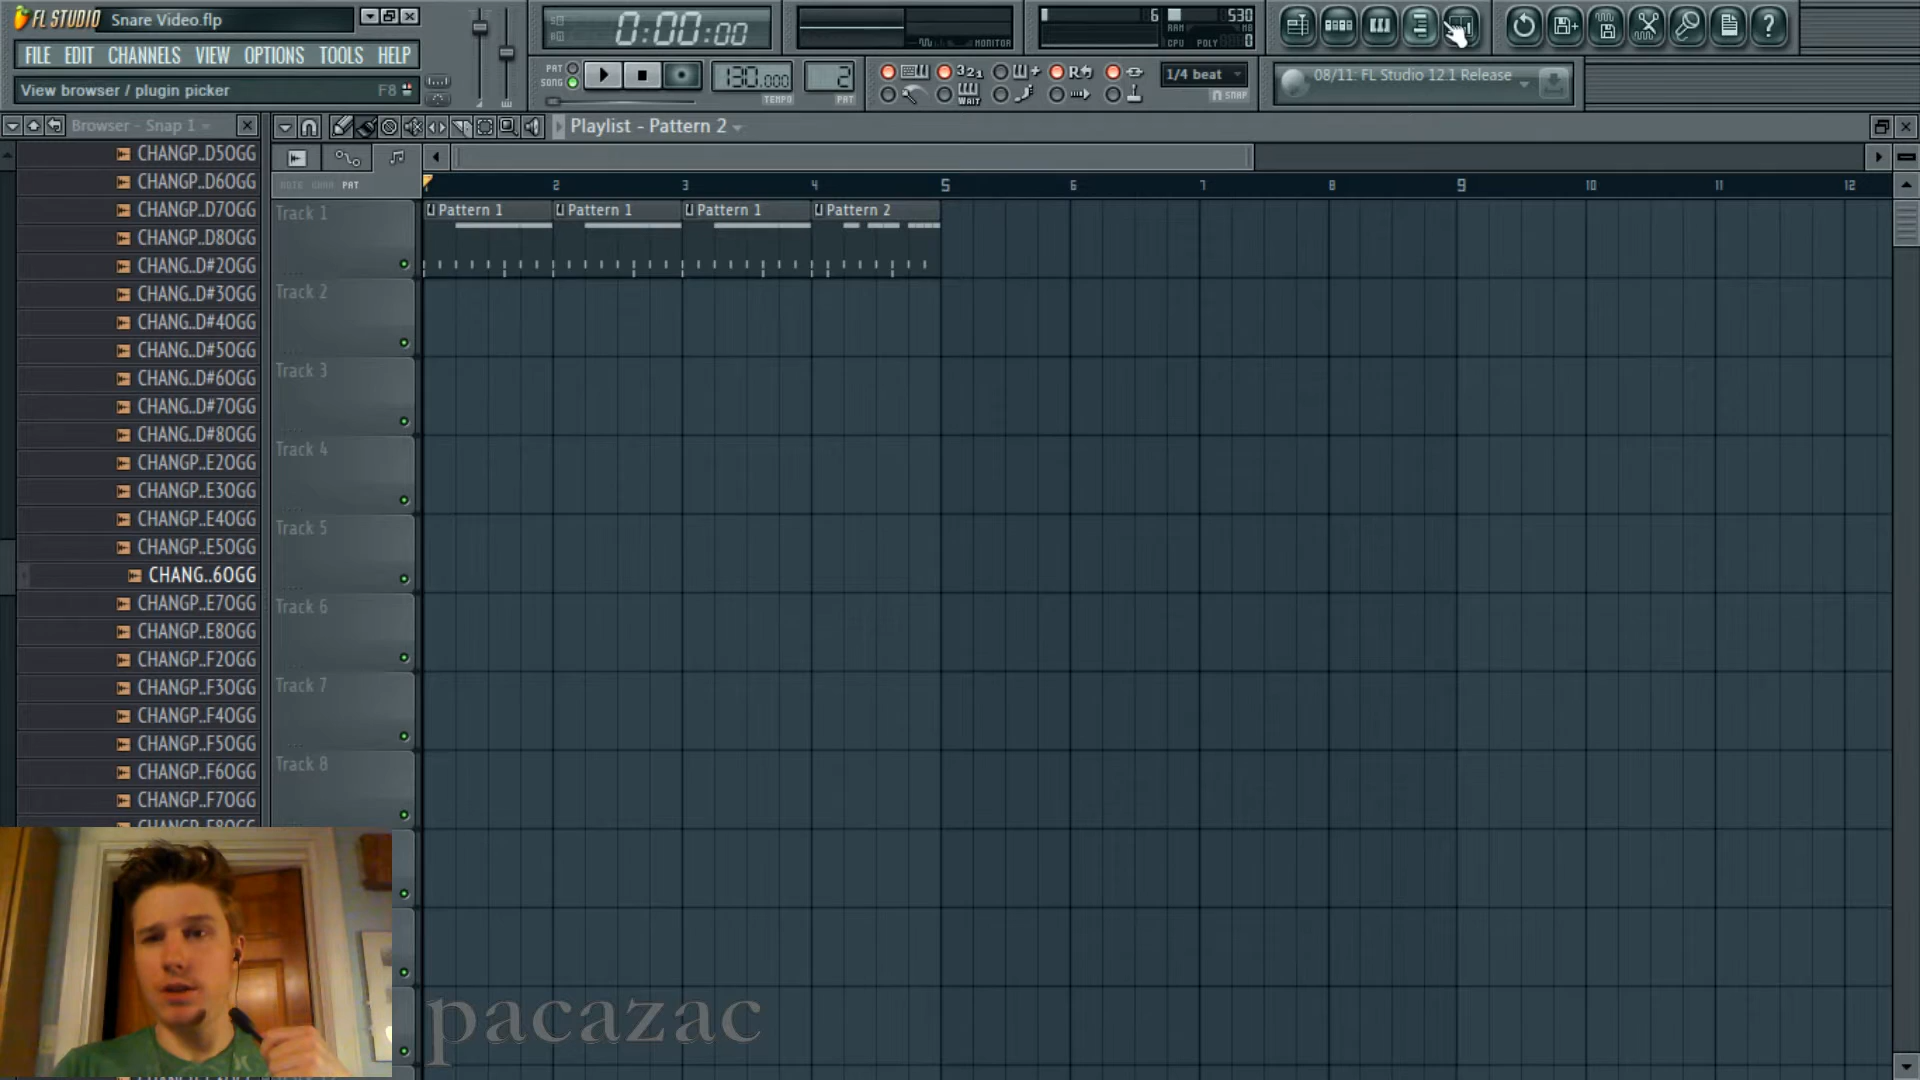 FL STUDIO Snare Video.flp
FILE EDIT CHANNELS VIEW OPTIONS TOOLS HELP
View browser / plugin picker F8
0:00:00
MONITOR
6 530
RAM MB
CPU POLY 0
PAT
SONG
130.000
TEMPO
2
PAT
321
WAIT
1/4 beat
SNAP
08/11: FL Studio 12.1 Release
Browser - Snap 1
Playlist - Pattern 2
NOTE CHAN PAT
2 3 4 5 6 7 8 9 10 11 12
CHANGP..D5OGG
CHANGP..D6OGG
CHANGP..D7OGG
CHANGP..D8OGG
CHANG..D#2OGG
CHANG..D#3OGG
CHANG..D#4OGG
CHANG..D#5OGG
CHANG..D#6OGG
CHANG..D#7OGG
CHANG..D#8OGG
CHANGP..E2OGG
CHANGP..E3OGG
CHANGP..E4OGG
CHANGP..E5OGG
CHANG..6OGG
CHANGP..E7OGG
CHANGP..E8OGG
CHANGP..F2OGG
CHANGP..F3OGG
CHANGP..F4OGG
CHANGP..F5OGG
CHANGP..F6OGG
CHANGP..F7OGG
Track 1
Pattern 1 Pattern 1 Pattern 1 Pattern 2
Track 2
Track 3
Track 4
Track 5
Track 6
Track 7
Track 8
pacazac